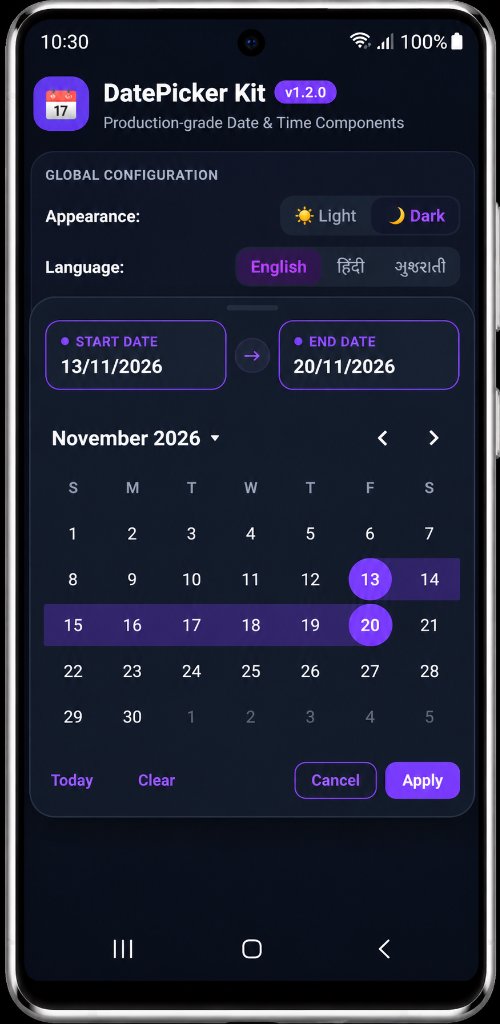 10:30 100%
17
DatePicker Kit v1.2.0
Production-grade Date & Time Components
GLOBAL CONFIGURATION
Appearance: Light Dark
Language: English हिंदी ગુજરાતી
START DATE
13/11/2026
→
END DATE
20/11/2026
November 2026
S M T W T F S
1 2 3 4 5 6 7
8 9 10 11 12 13 14
15 16 17 18 19 20 21
22 23 24 25 26 27 28
29 30 1 2 3 4 5
Today Clear Cancel Apply